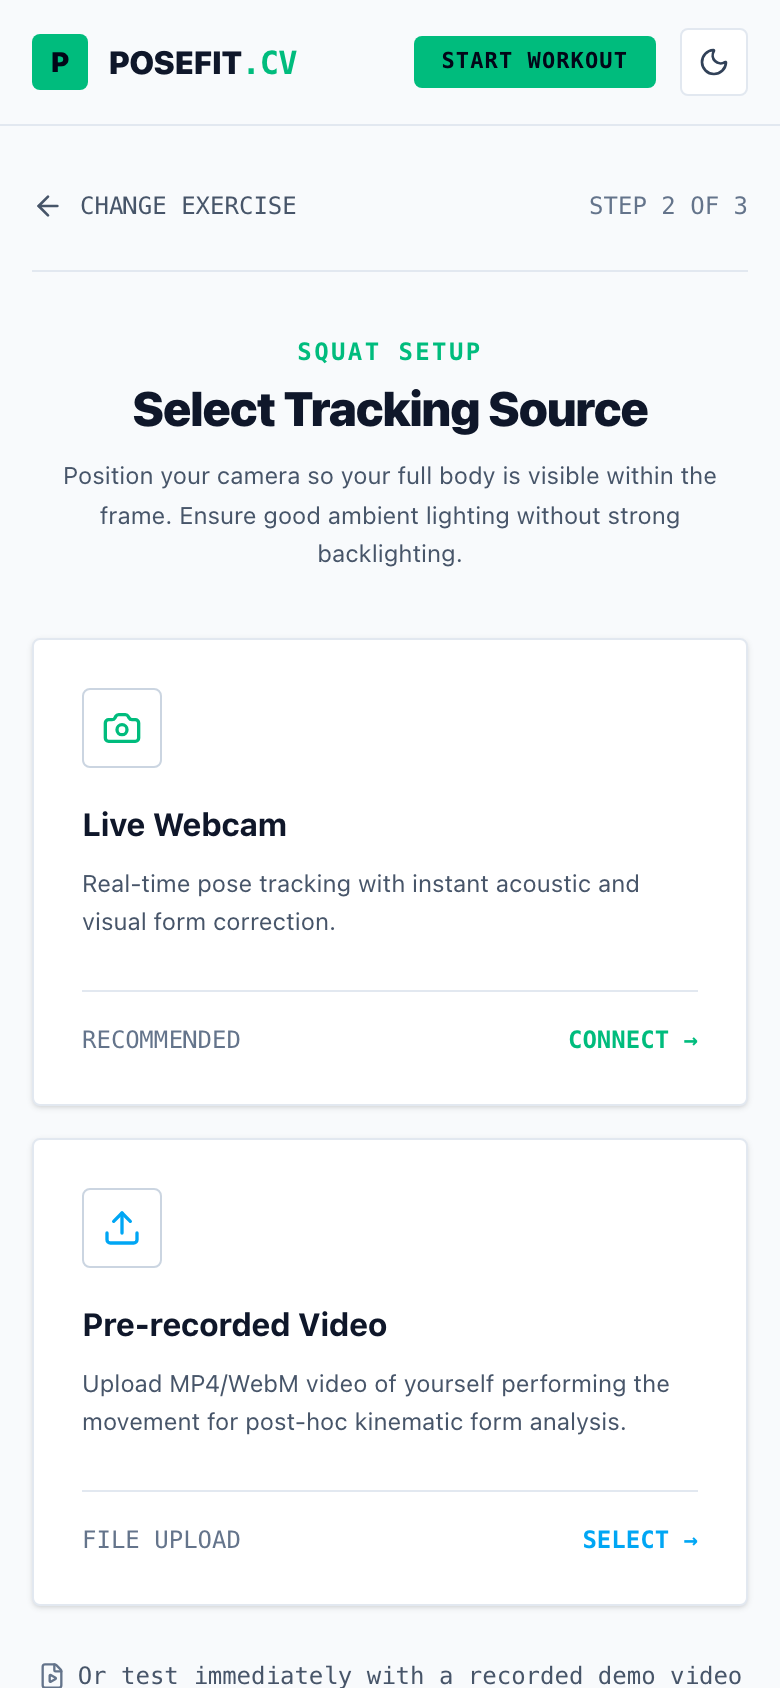 P POSEFIT.CV START WORKOUT
← CHANGE EXERCISE STEP 2 OF 3
SQUAT SETUP
Select Tracking Source
Position your camera so your full body is visible within the
frame. Ensure good ambient lighting without strong
backlighting.
Live Webcam
Real-time pose tracking with instant acoustic and
visual form correction.
RECOMMENDED CONNECT →
Pre-recorded Video
Upload MP4/WebM video of yourself performing the
movement for post-hoc kinematic form analysis.
FILE UPLOAD SELECT →
Or test immediately with a recorded demo video